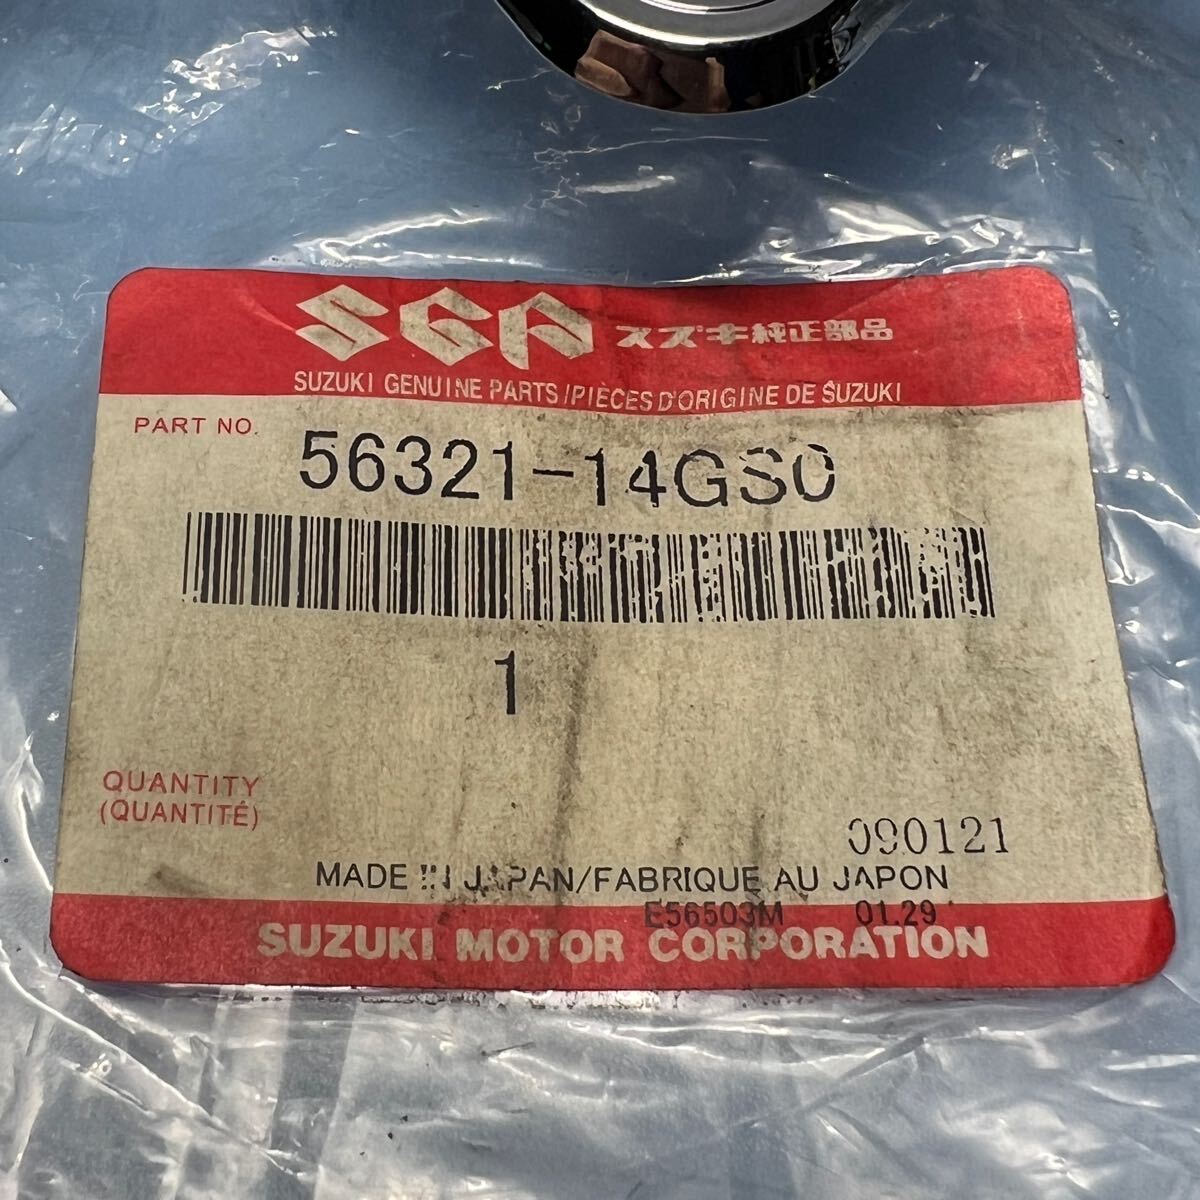 SGP スズキ純正部品
SUZUKI GENUINE PARTS/PIÈCES D'ORIGINE DE SUZUKI
PART NO. 56321-14GS0
1
QUANTITY
(QUANTITÉ)
090121
MADE IN JAPAN/FABRIQUE AU JAPON
E56503M 01.29
SUZUKI MOTOR CORPORATION